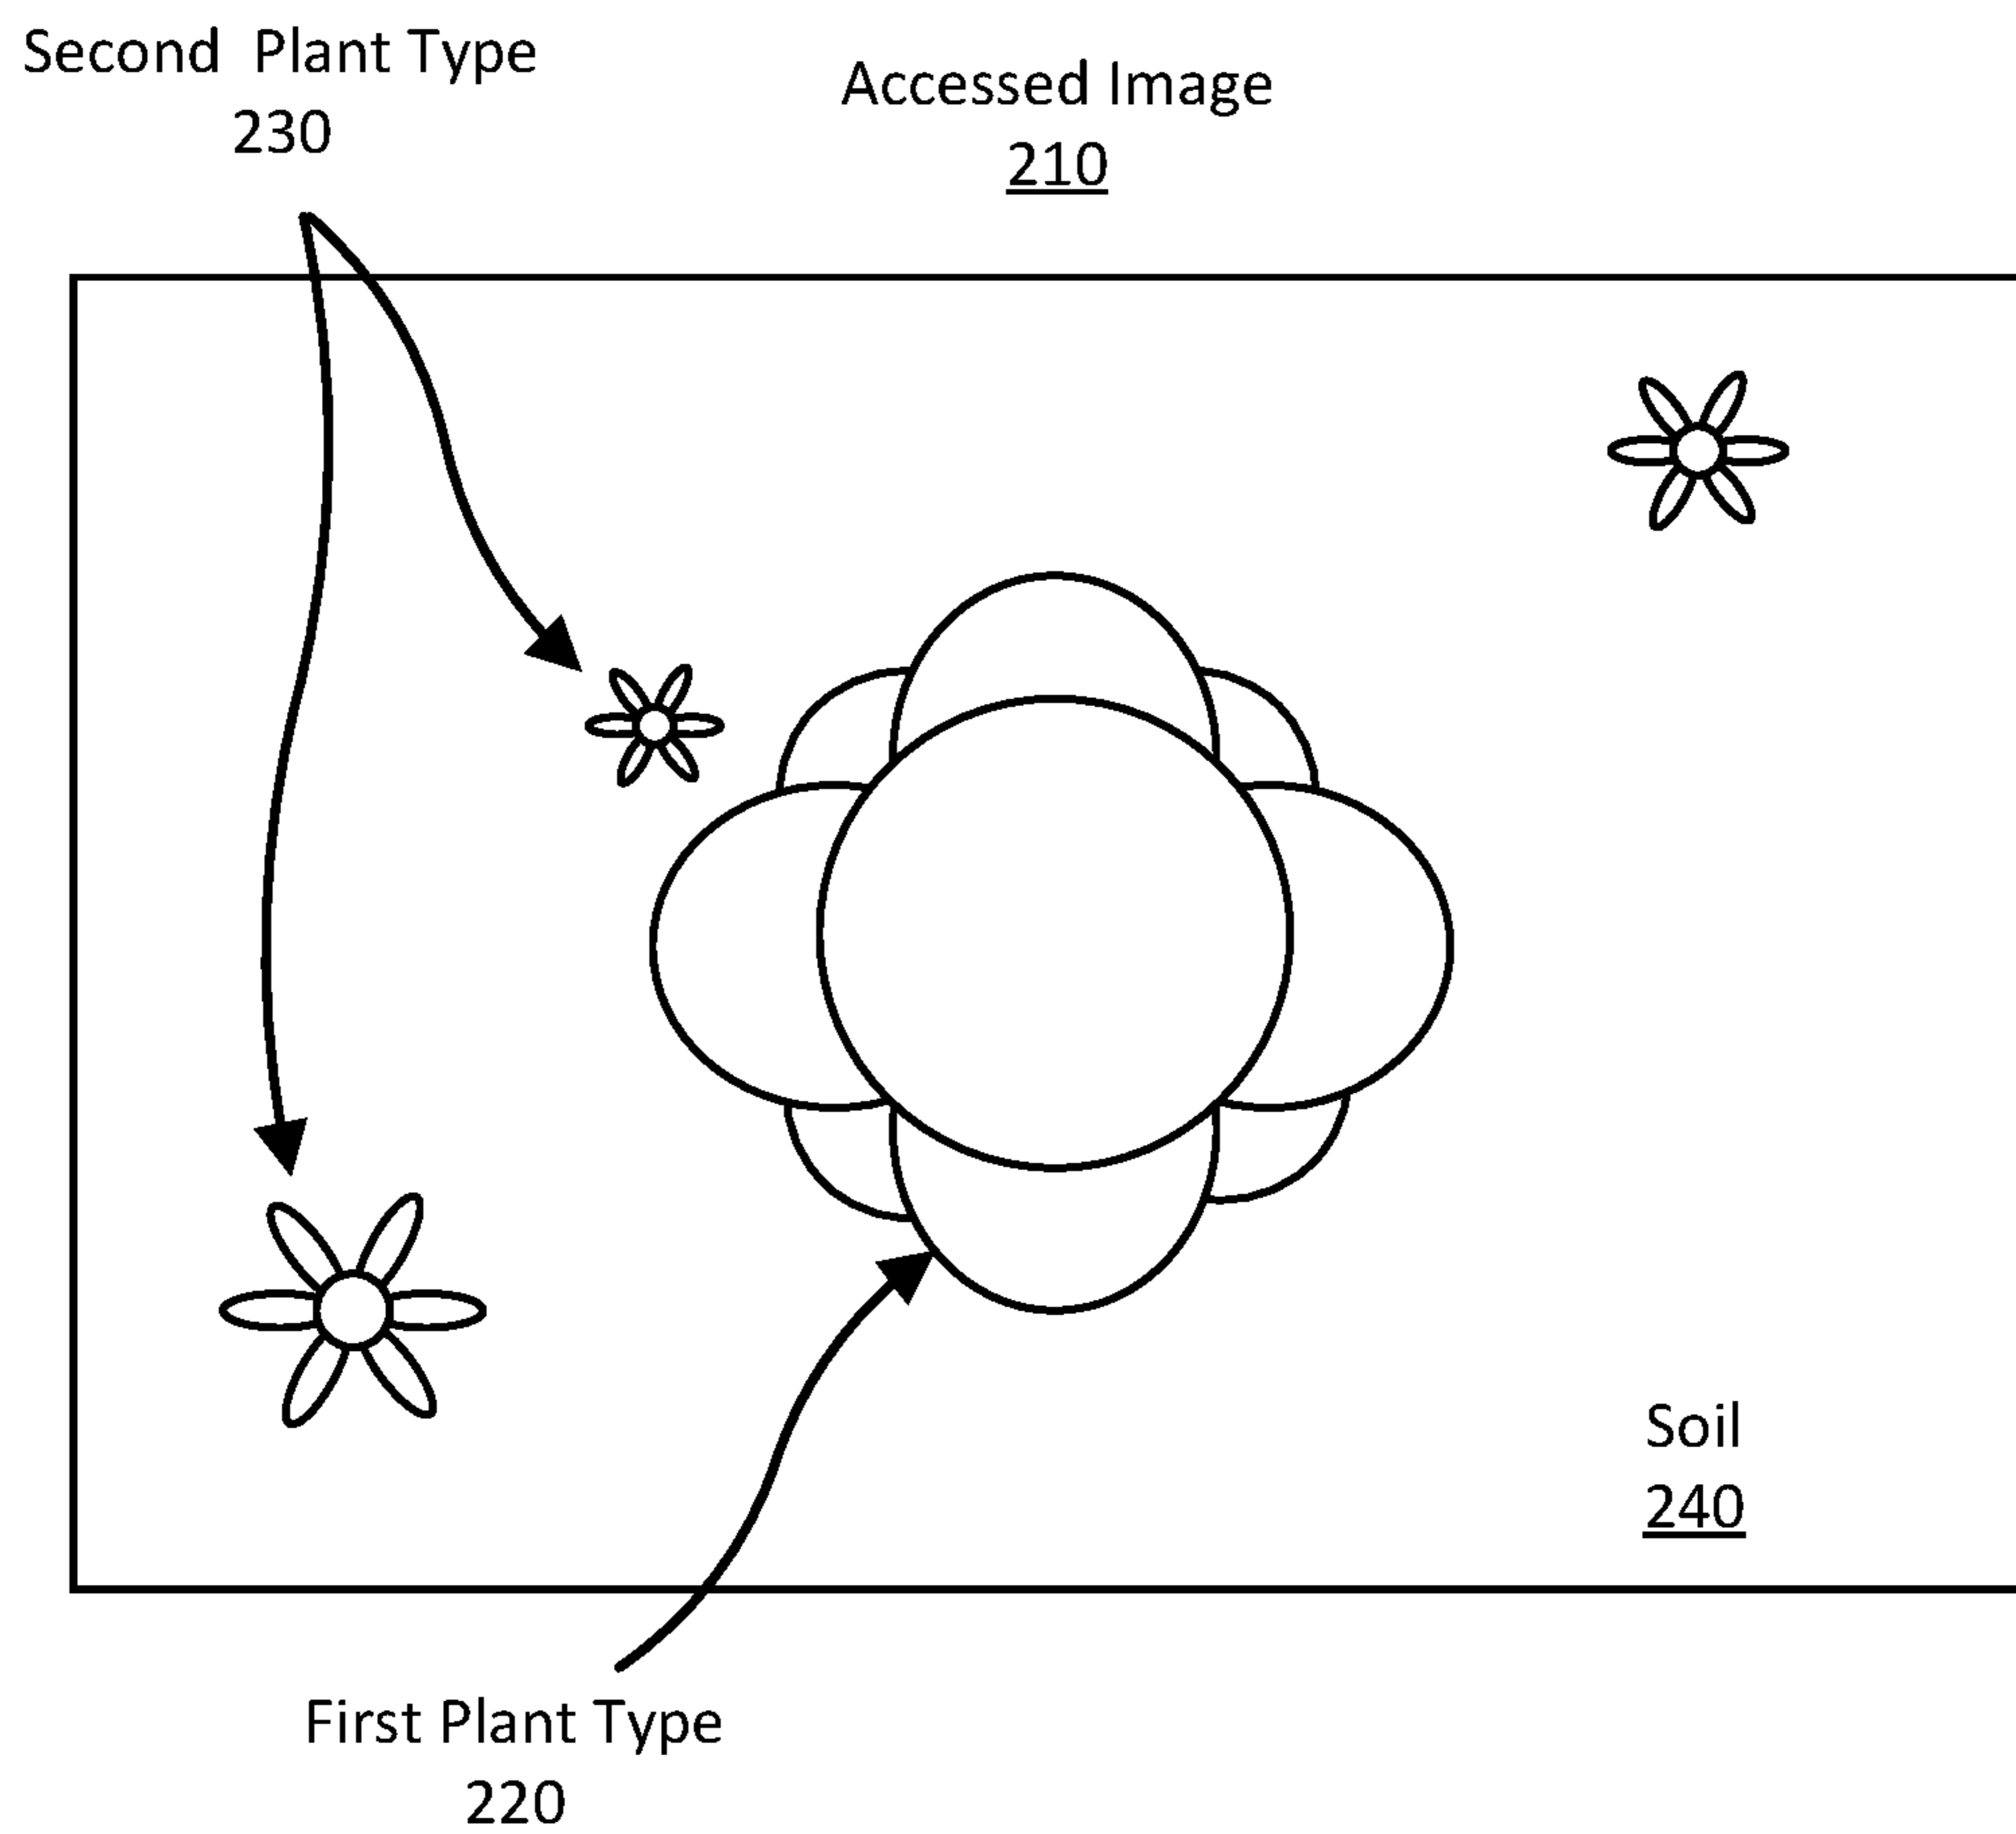 Second Plant Type
230
Accessed Image
210
Soil
240
First Plant Type
220